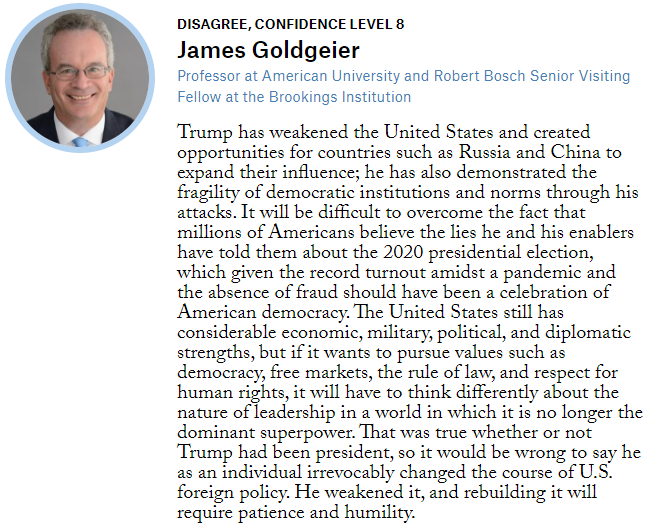 DISAGREE, CONFIDENCE LEVEL 8
James Goldgeier
Professor at American University and Robert Bosch Senior Visiting
Fellow at the Brookings Institution
Trump has weakened the United States and created
opportunities for countries such as Russia and China to
expand their influence; he has also demonstrated the
fragility of democratic institutions and norms through his
attacks. It will be difficult to overcome the fact that
millions of Americans believe the lies he and his enablers
have told them about the 2020 presidential election,
which given the record turnout amidst a pandemic and
the absence of fraud should have been a celebration of
American democracy. The United States still has
considerable economic, military, political, and diplomatic
strengths, but if it wants to pursue values such as
democracy, free markets, the rule of law, and respect for
human rights, it will have to think differently about the
nature of leadership in a world in which it is no longer the
dominant superpower. That was true whether or not
Trump had been president, so it would be wrong to say he
as an individual irrevocably changed the course of U.S.
foreign policy. He weakened it, and rebuilding it will
require patience and humility.